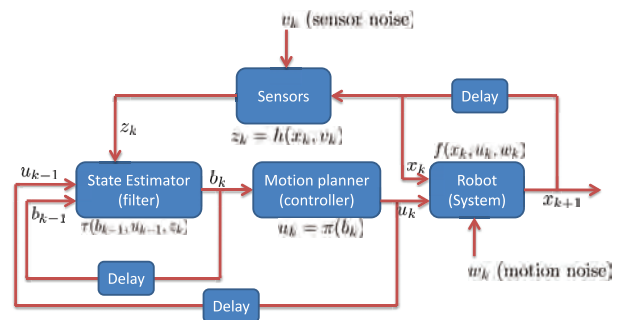 v_k (sensor noise)
Sensors
Delay
z_k = h(x_k, v_k)
z_k
f(x_k, u_k, w_k)
u_{k−1}
b_k
x_k
State Estimator
(filter)
Motion planner
(controller)
Robot
(System)
b_{k−1}
u_k
x_{k+1}
τ(b_{k−1}, u_{k−1}, z_k)
u_k = π(b_k)
Delay
w_k (motion noise)
Delay